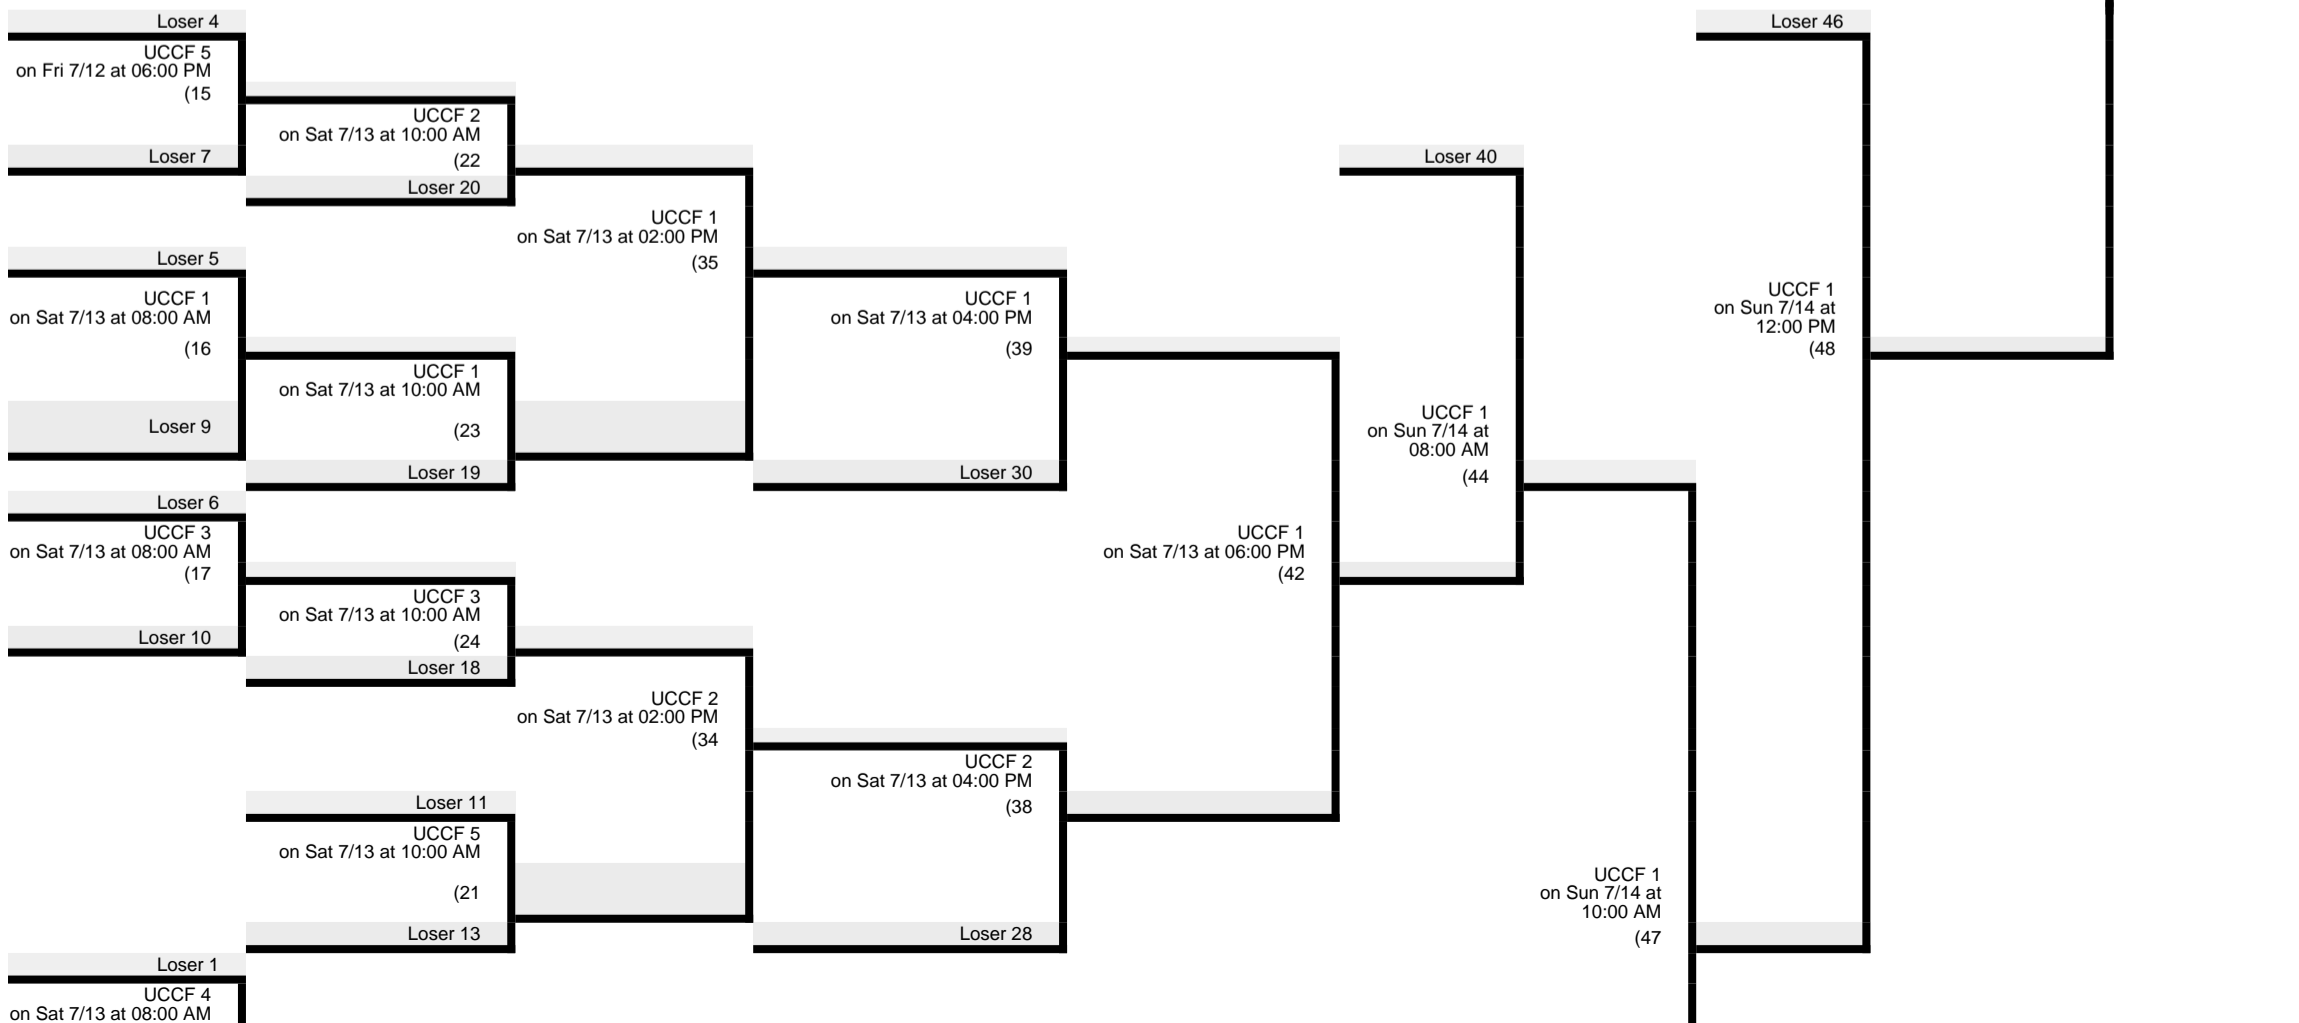 Loser 4
UCCF 5
on Fri 7/12 at 06:00 PM
(15
Loser 7
UCCF 2
on Sat 7/13 at 10:00 AM
(22
Loser 20
Loser 5
UCCF 1
on Sat 7/13 at 08:00 AM
(16
Loser 9
UCCF 1
on Sat 7/13 at 10:00 AM
(23
Loser 19
UCCF 1
on Sat 7/13 at 02:00 PM
(35
Loser 6
UCCF 3
on Sat 7/13 at 08:00 AM
(17
Loser 10
UCCF 3
on Sat 7/13 at 10:00 AM
(24
Loser 18
Loser 11
UCCF 5
on Sat 7/13 at 10:00 AM
(21
Loser 13
UCCF 2
on Sat 7/13 at 02:00 PM
(34
Loser 1
UCCF 4
on Sat 7/13 at 08:00 AM
UCCF 1
on Sat 7/13 at 04:00 PM
(39
Loser 30
UCCF 2
on Sat 7/13 at 04:00 PM
(38
Loser 28
UCCF 1
on Sat 7/13 at 06:00 PM
(42
Loser 40
UCCF 1
on Sun 7/14 at
08:00 AM
(44
UCCF 1
on Sun 7/14 at
10:00 AM
(47
Loser 46
UCCF 1
on Sun 7/14 at
12:00 PM
(48